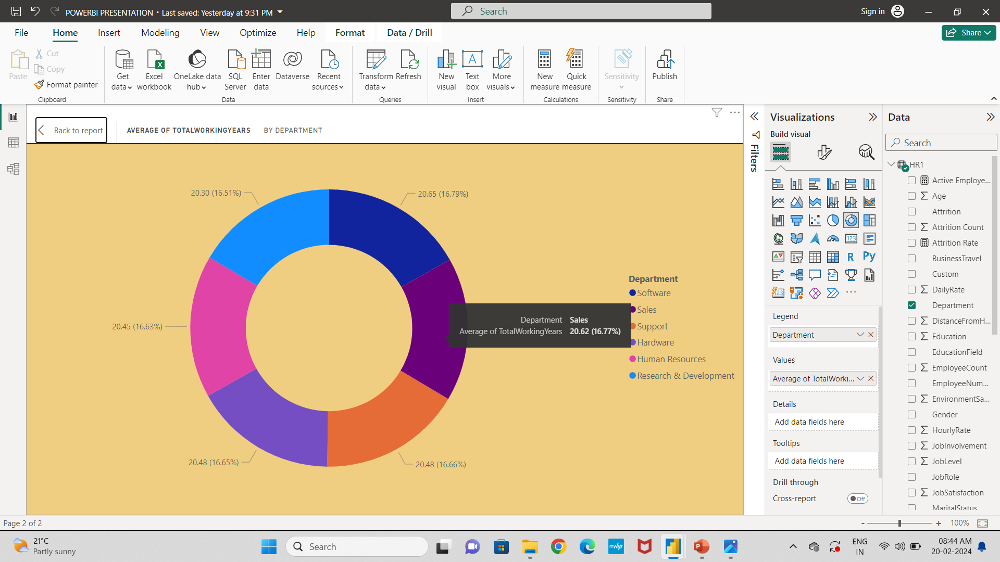 POWERBI PRESENTATION • Last saved: Yesterday at 9:31 PM
Search
Sign in
File
Home
Insert
Modeling
View
Optimize
Help
Format
Data / Drill
Share
Paste
Cut
Copy
Format painter
Clipboard
Get data
Excel workbook
OneLake data hub
SQL Server
Enter data
Dataverse
Recent sources
Data
Transform data
Refresh
Queries
New visual
Text box
More visuals
Insert
New measure
Quick measure
Calculations
Sensitivity
Sensitivity
Publish
Share
Back to report
AVERAGE OF TOTALWORKINGYEARS
BY DEPARTMENT
20.30 (16.51%)
20.65 (16.79%)
20.45 (16.63%)
20.48 (16.65%)
20.48 (16.66%)
Department Sales
Average of TotalWorkingYears 20.62 (16.77%)
Department
Software
Sales
Support
Hardware
Human Resources
Research & Development
Filters
Visualizations
Build visual
123
R
Py
123
Legend
Department
Values
Average of TotalWorki...
Details
Add data fields here
Tooltips
Add data fields here
Drill through
Cross-report
Off
Data
Search
HR1
Active Employe...
Age
Attrition
Attrition Count
Attrition Rate
BusinessTravel
Custom
DailyRate
Department
DistanceFromH...
Education
EducationField
EmployeeCount
EmployeeNum...
EnvironmentSa...
Gender
HourlyRate
JobInvolvement
JobLevel
JobRole
JobSatisfaction
MaritalStatus
Page 2 of 2
- + 100%
21°C
Partly sunny
Search
myhp
P
ENG
IN
08:44 AM
20-02-2024